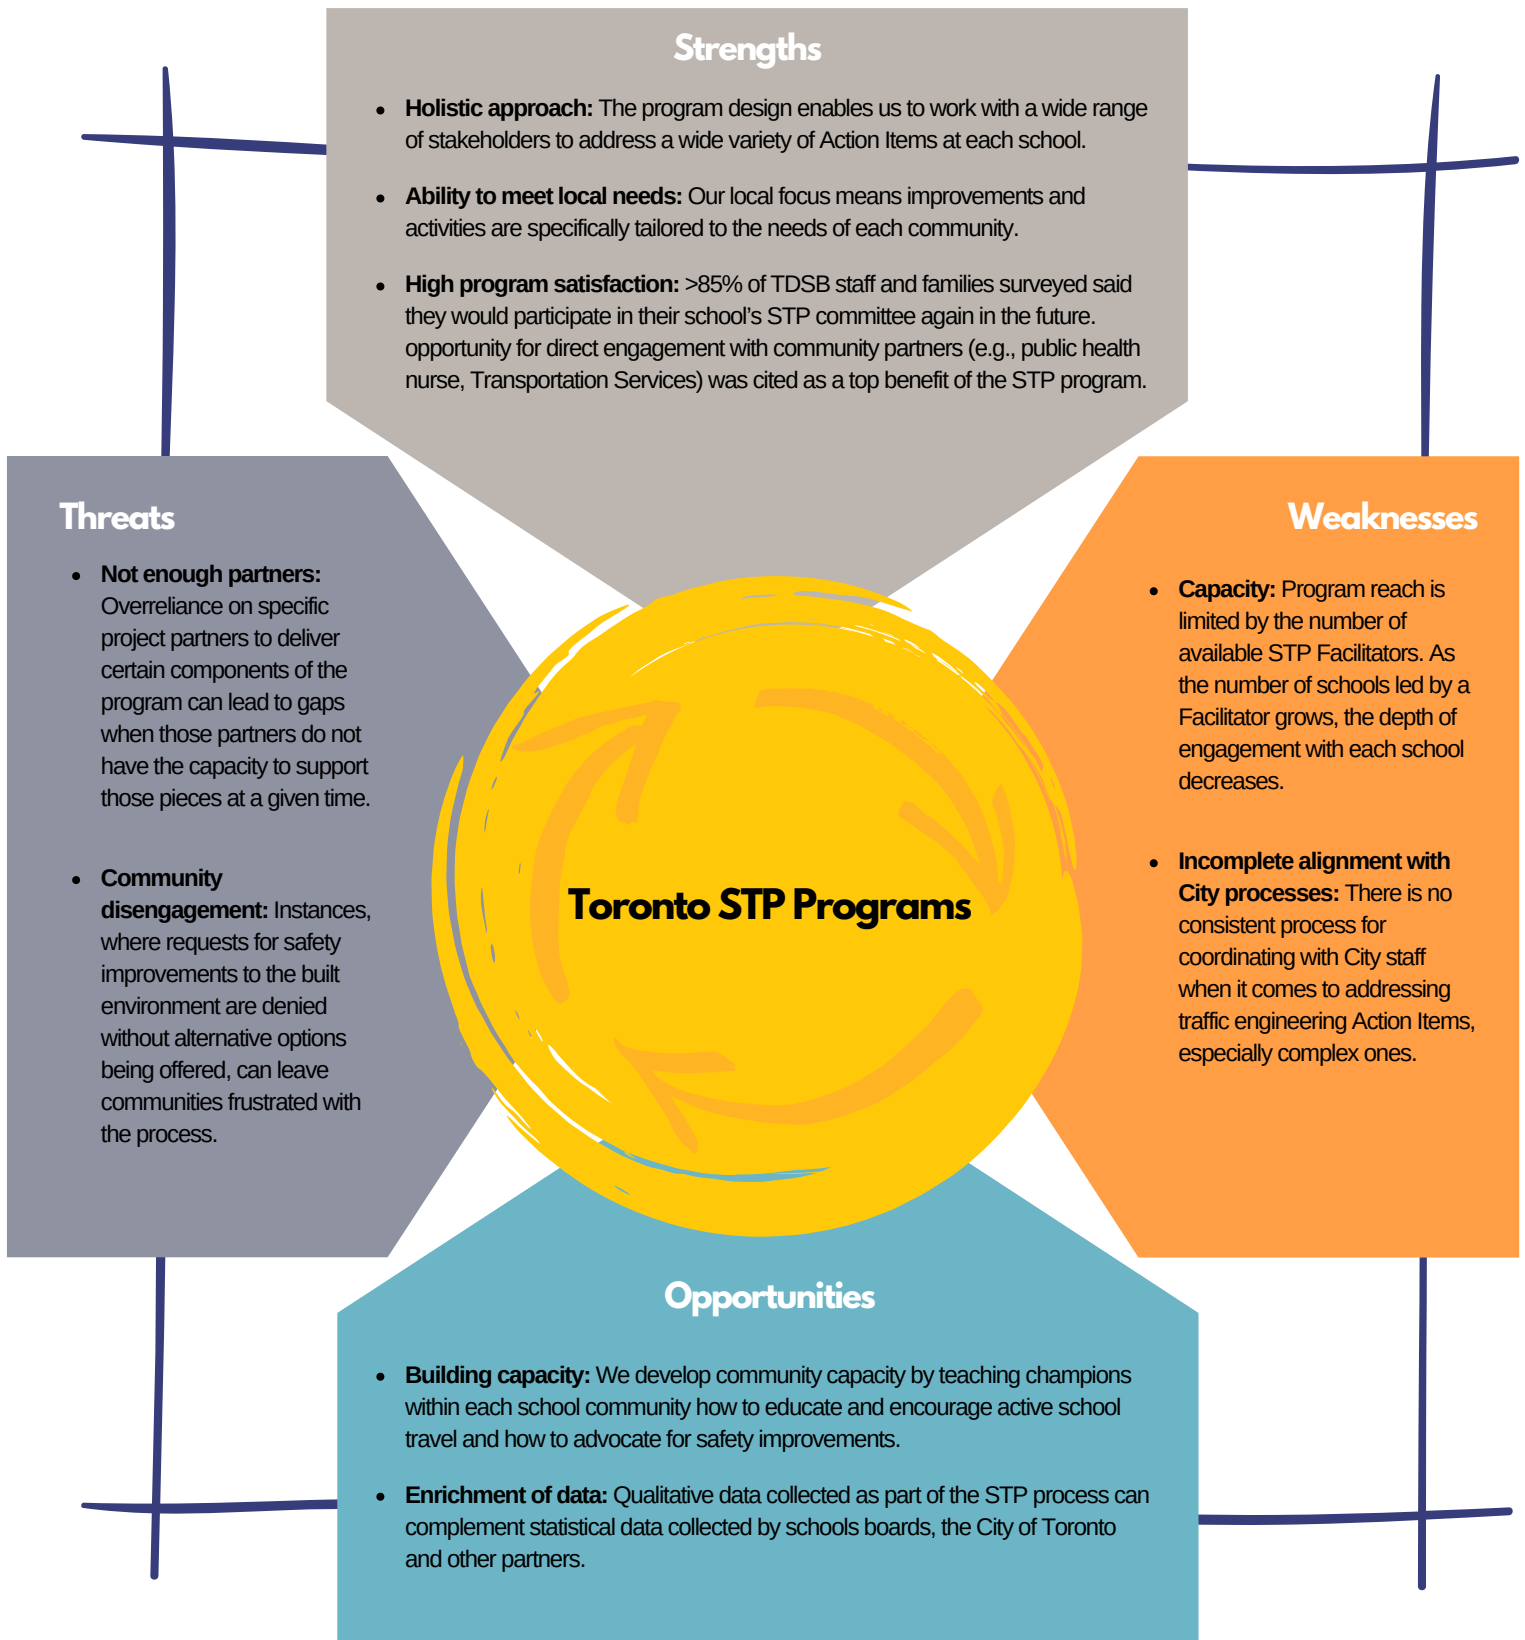 Strengths
• Holistic approach: The program design enables us to work with a wide range
of stakeholders to address a wide variety of Action Items at each school.
• Ability to meet local needs: Our local focus means improvements and
activities are specifically tailored to the needs of each community.
• High program satisfaction: >85% of TDSB staff and families surveyed said
they would participate in their school’s STP committee again in the future.
opportunity for direct engagement with community partners (e.g., public health
nurse, Transportation Services) was cited as a top benefit of the STP program.
Threats
• Not enough partners:
Overreliance on specific
project partners to deliver
certain components of the
program can lead to gaps
when those partners do not
have the capacity to support
those pieces at a given time.
• Community
disengagement: Instances,
where requests for safety
improvements to the built
environment are denied
without alternative options
being offered, can leave
communities frustrated with
the process.
Toronto STP Programs
Weaknesses
• Capacity: Program reach is
limited by the number of
available STP Facilitators. As
the number of schools led by a
Facilitator grows, the depth of
engagement with each school
decreases.
• Incomplete alignment with
City processes: There is no
consistent process for
coordinating with City staff
when it comes to addressing
traffic engineering Action Items,
especially complex ones.
Opportunities
• Building capacity: We develop community capacity by teaching champions
within each school community how to educate and encourage active school
travel and how to advocate for safety improvements.
• Enrichment of data: Qualitative data collected as part of the STP process can
complement statistical data collected by schools boards, the City of Toronto
and other partners.